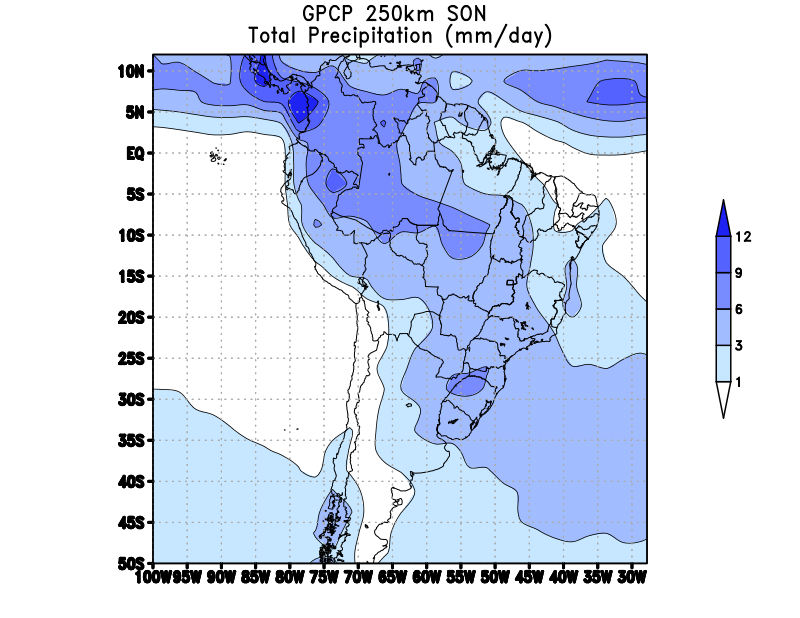 GPCP 250km SON
Total Precipitation (mm/day)
10N
5N
EQ
5S
10S
15S
20S
25S
30S
35S
40S
45S
50S
100W 95W 90W 85W 80W 75W 70W 65W 60W 55W 50W 45W 40W 35W 30W
12
9
6
3
1